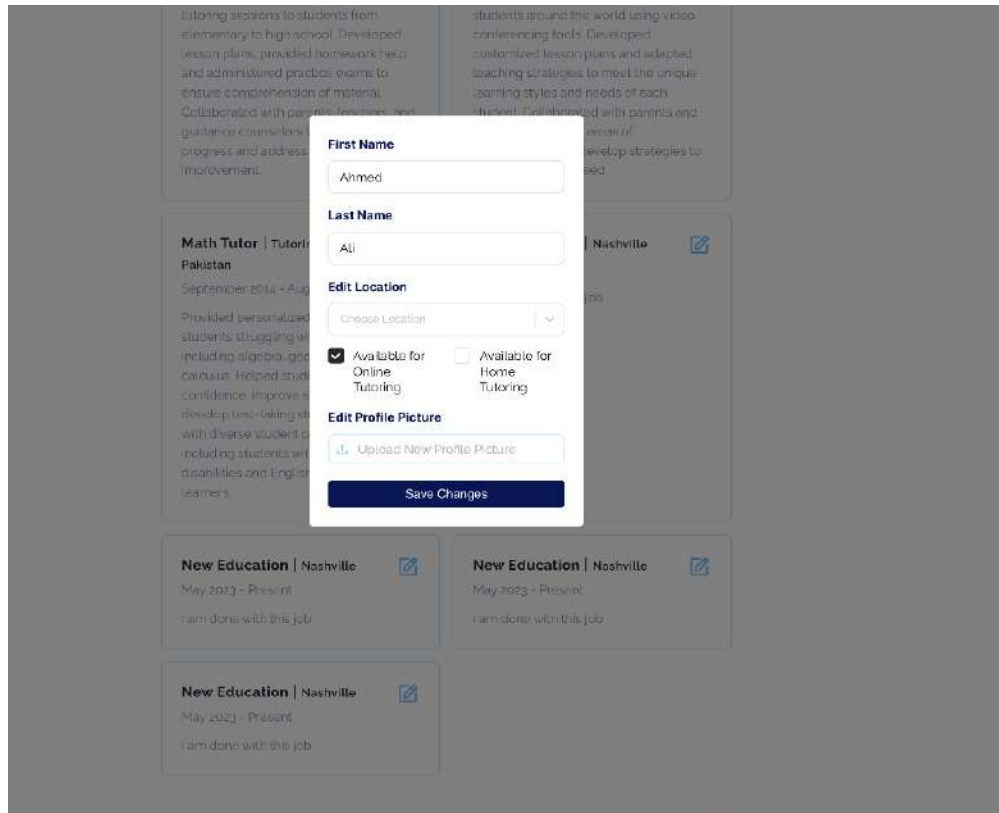 tutoring sessions to students from
elementary to high school. Developed
lesson plans, provided homework help
and administered practice exams to
ensure comprehension of material.
Collaborated with parents, teachers, and
guidance counselors
progress and address
improvement.
students around the world using video
conferencing tools. Developed
customized lesson plans and adapted
teaching strategies to meet the unique
learning styles and needs of each
student. Collaborated with parents and
areas of
develop strategies to
Math Tutor |
Pakistan
September 2014 - Aug
Provided personalized
students struggling
including algebra,
calculus. Helped
confidence, improve
develop test-taking
with diverse student
including students
disabilities and English
Learners.
| Nashville
job
First Name
Ahmed
Last Name
Ali
Edit Location
Choose Location
Available for
Online
Tutoring
Available for
Home
Tutoring
Edit Profile Picture
Upload New Profile Picture
Save Changes
New Education | Nashville
May 2023 - Present
I am done with this job
New Education | Nashville
May 2023 - Present
I am done with this job
New Education | Nashville
May 2023 - Present
I am done with this job